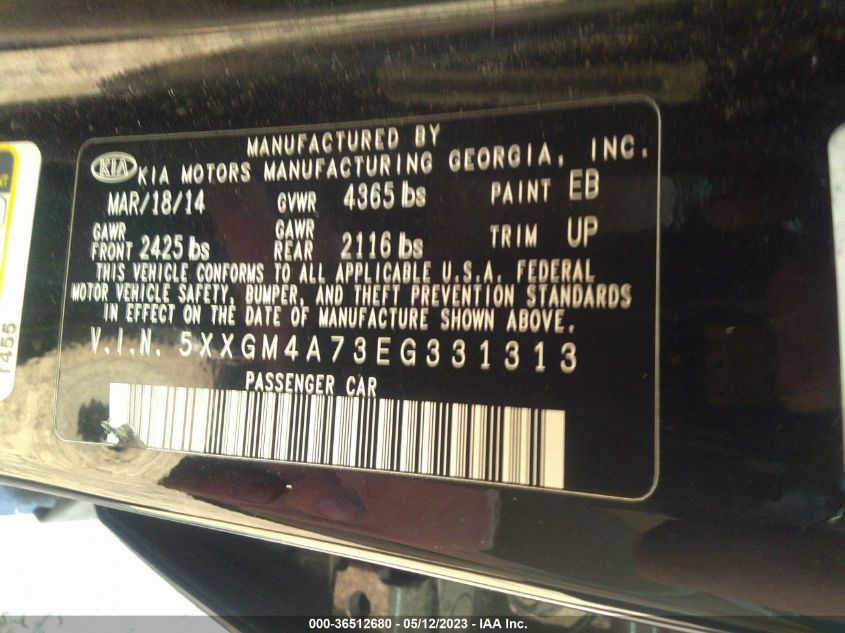 MANUFACTURED BY
KIA KIA MOTORS MANUFACTURING GEORGIA, INC.
MAR/18/14 GVWR 4365 lbs PAINT EB
GAWR FRONT 2425 lbs GAWR REAR 2116 lbs TRIM UP
THIS VEHICLE CONFORMS TO ALL APPLICABLE U.S.A. FEDERAL
MOTOR VEHICLE SAFETY, BUMPER, AND THEFT PREVENTION STANDARDS
IN EFFECT ON THE DATE OF MANUFACTURE SHOWN ABOVE.
V.I.N. 5XXGM4A73EG331313
PASSENGER CAR
000-36512680 - 05/12/2023 - IAA Inc.